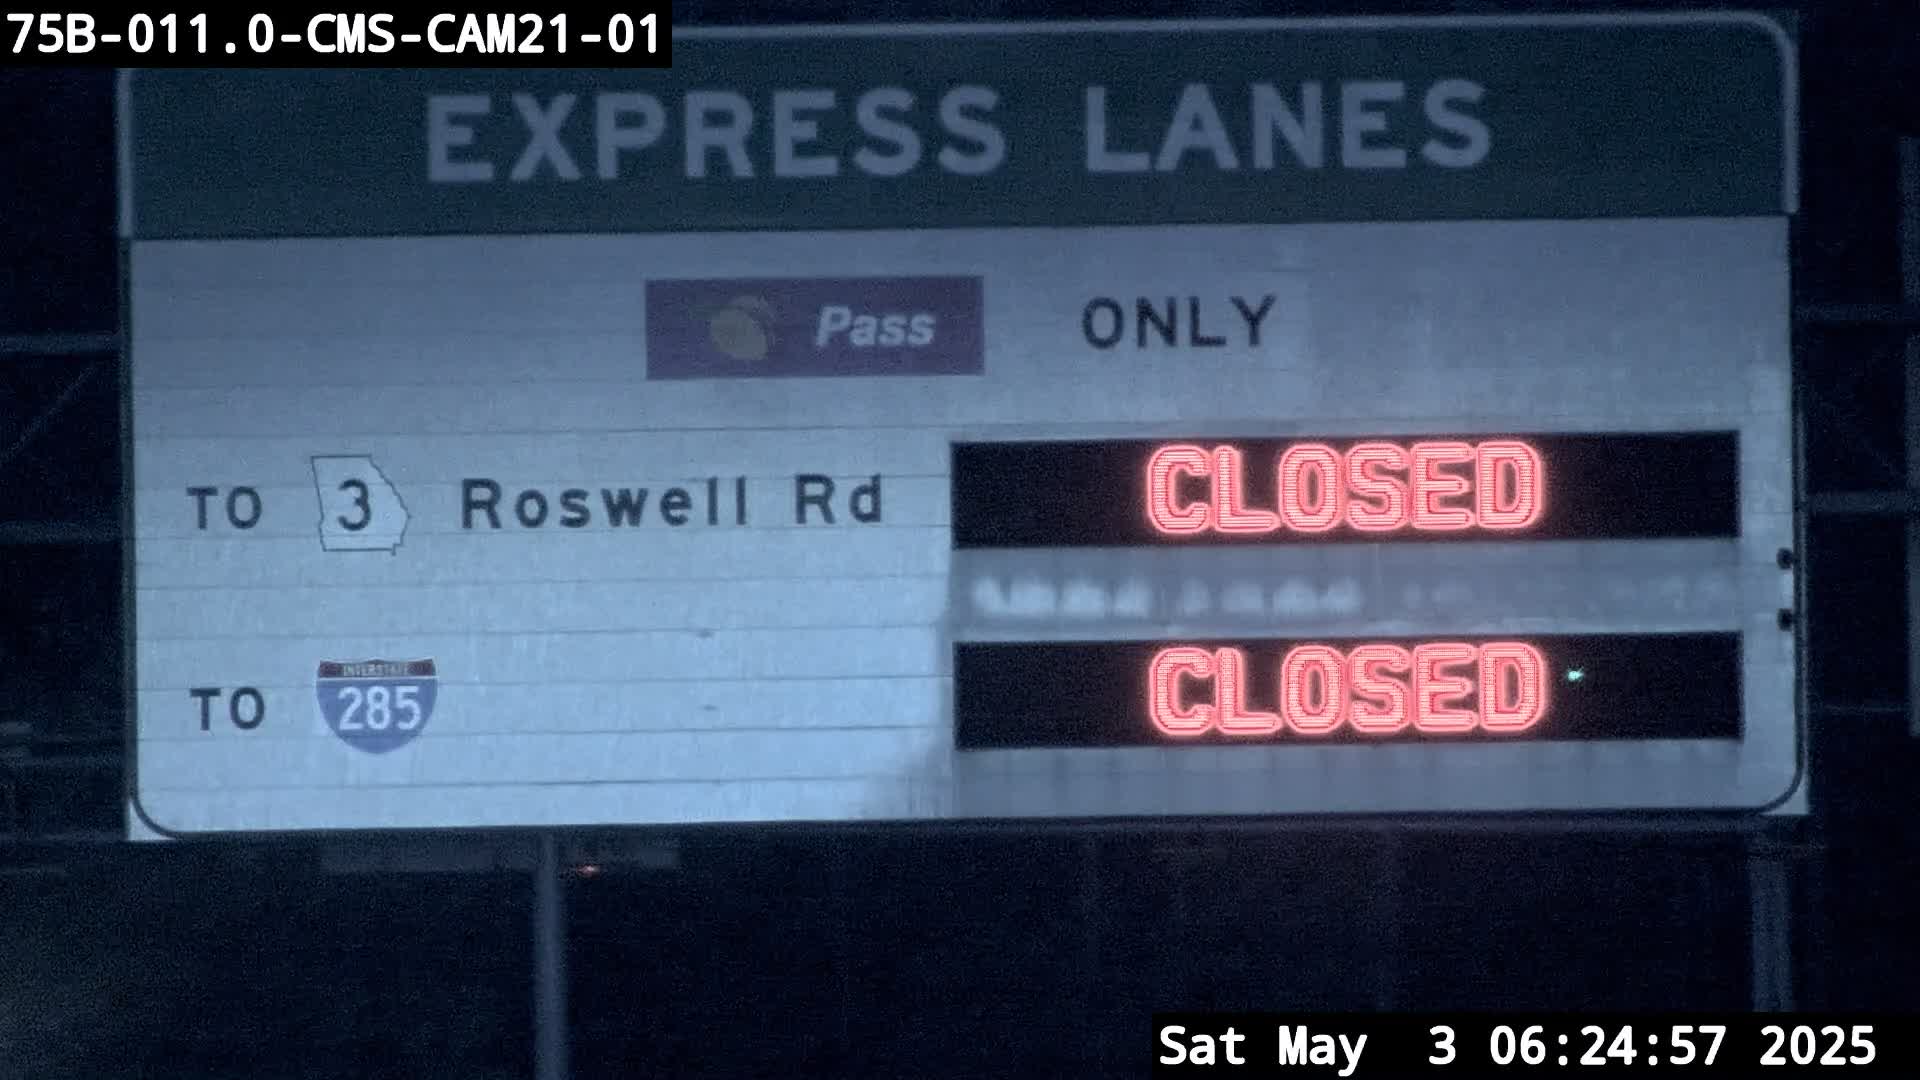 75B-011.0-CMS-CAM21-01
EXPRESS LANES
Pass ONLY
TO 3 Roswell Rd CLOSED
TO INTERSTATE 285 CLOSED
Sat May 3 06:24:57 2025